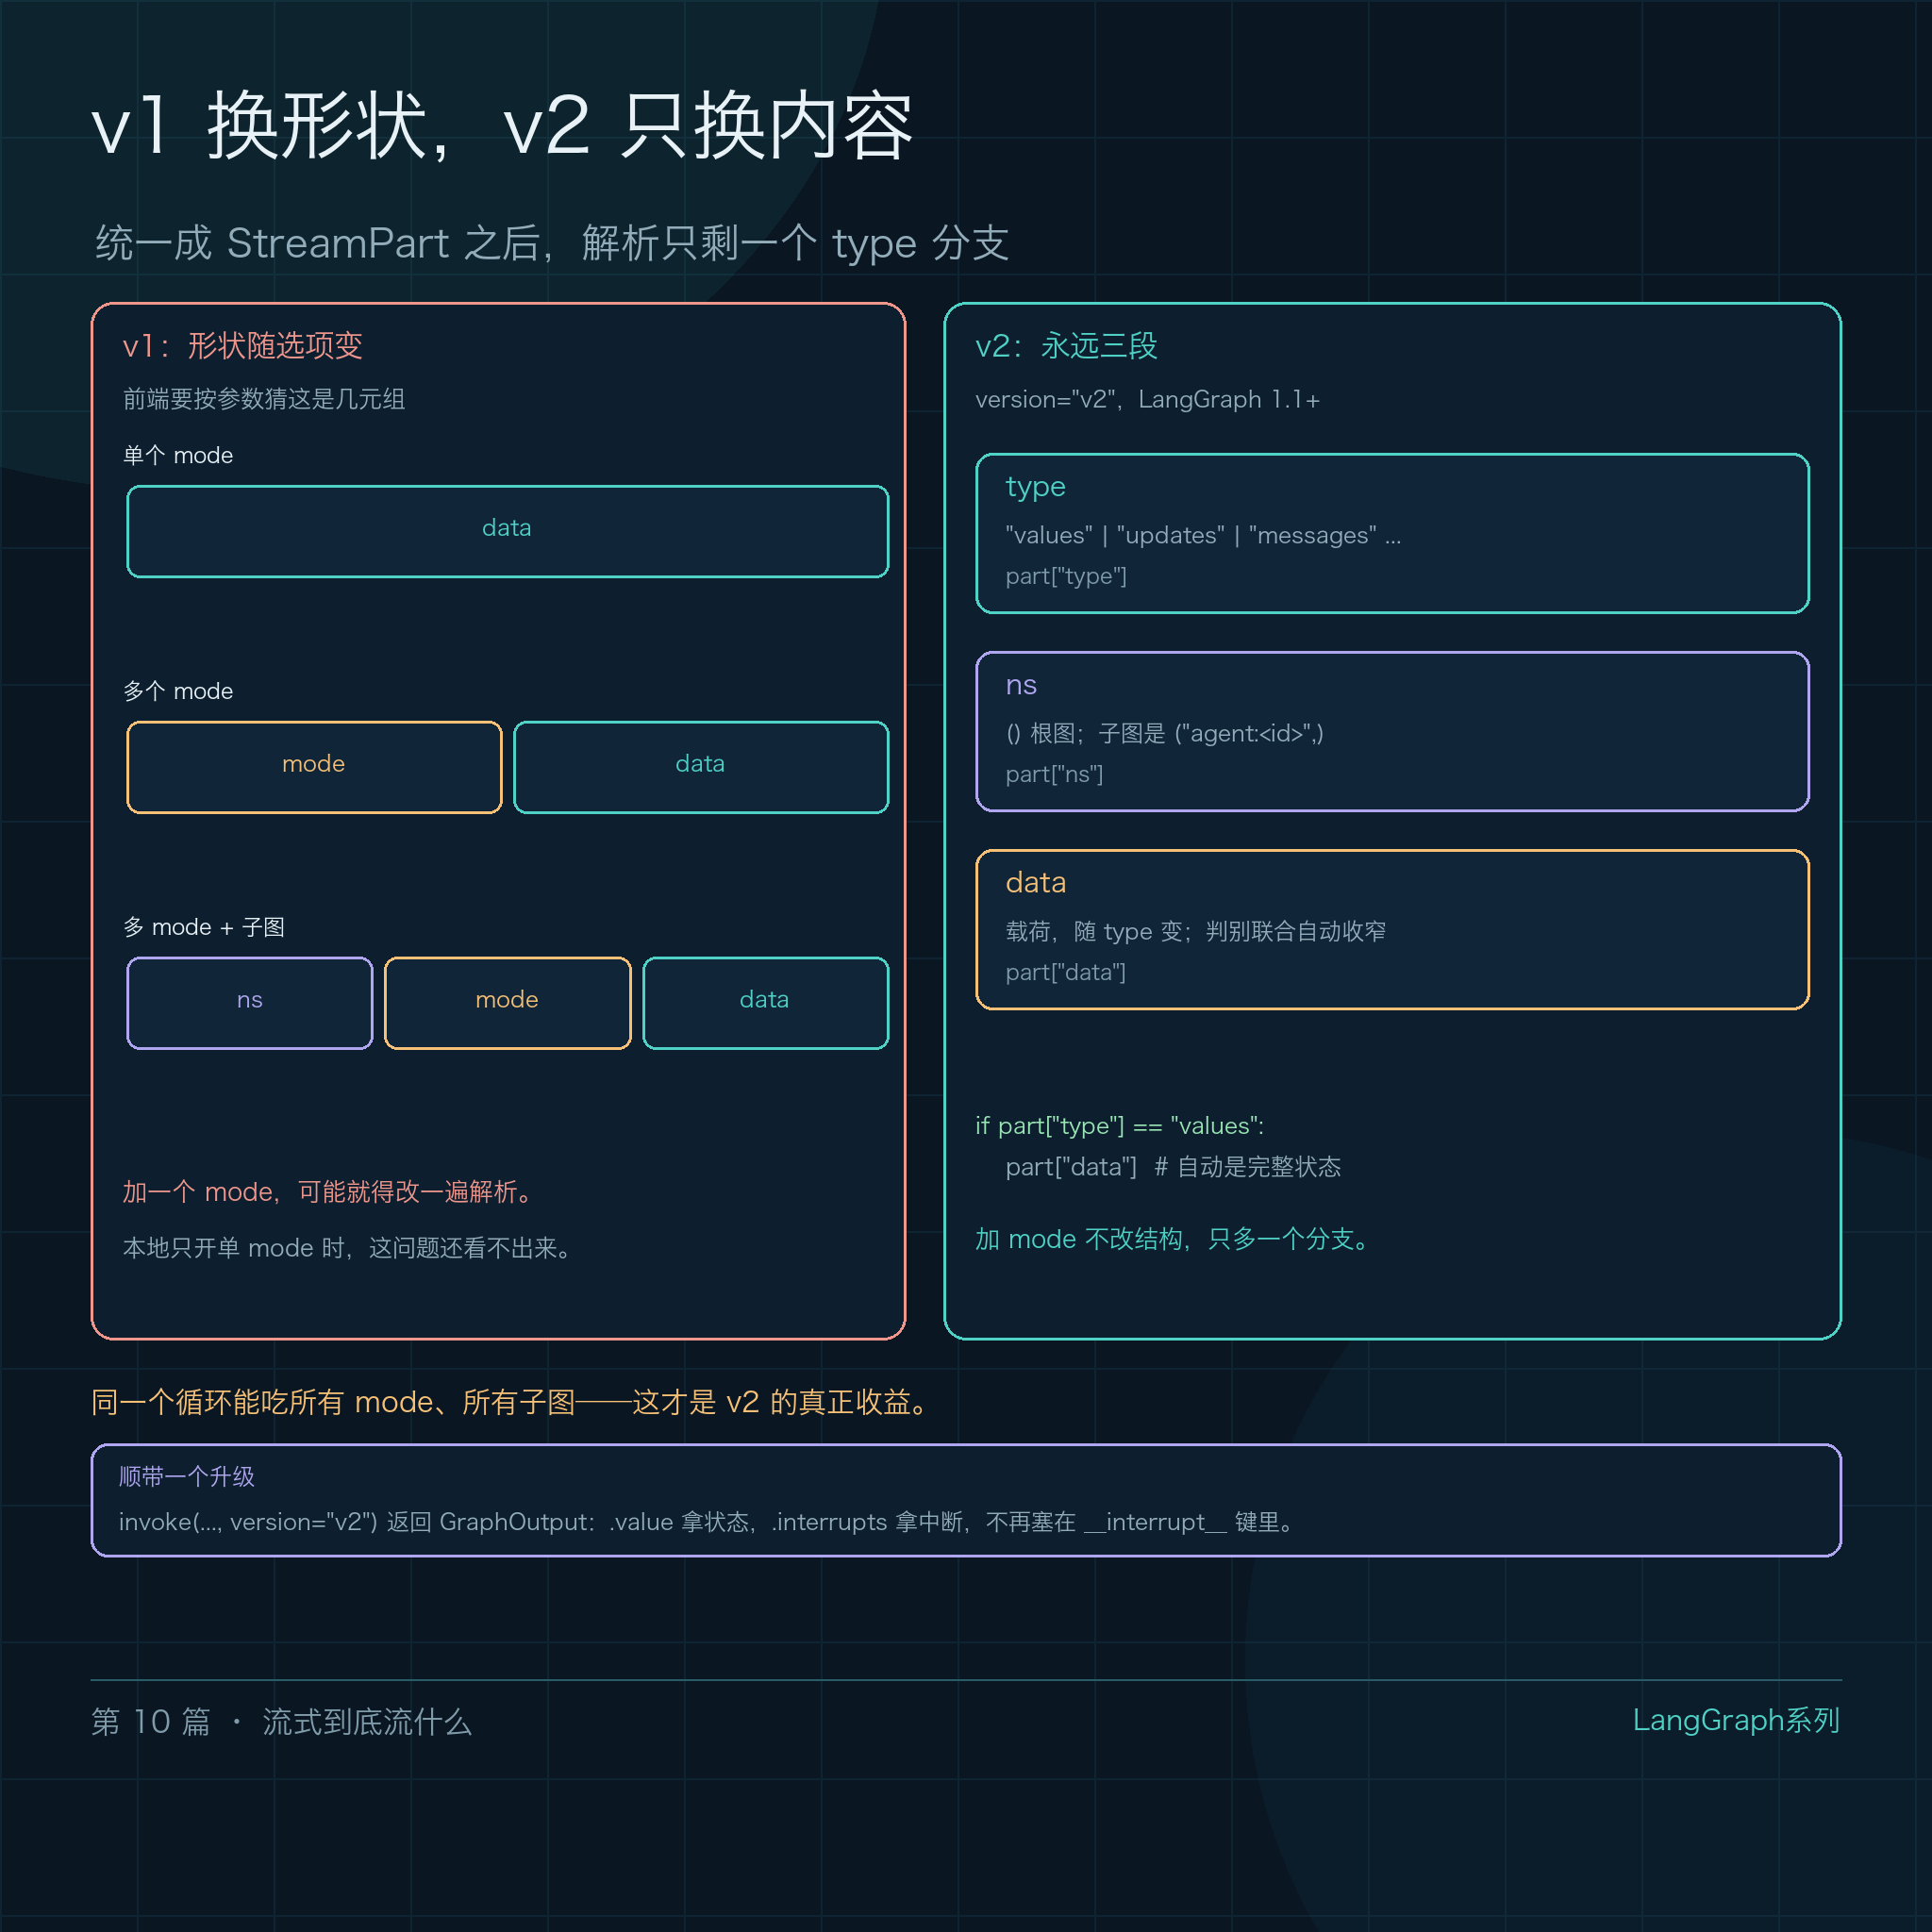 v1 换形状，v2 只换内容
统一成 StreamPart 之后，解析只剩一个 type 分支
v1：形状随选项变
前端要按参数猜这是几元组
单个 mode
data
多个 mode
mode
data
多 mode + 子图
ns
mode
data
加一个 mode，可能就得改一遍解析。
本地只开单 mode 时，这问题还看不出来。
v2：永远三段
version="v2"，LangGraph 1.1+
type
"values" | "updates" | "messages" ...
part["type"]
ns
() 根图；子图是 ("agent:<id>",)
part["ns"]
data
载荷，随 type 变；判别联合自动收窄
part["data"]
if part["type"] == "values":
part["data"]  # 自动是完整状态
加 mode 不改结构，只多一个分支。
同一个循环能吃所有 mode、所有子图——这才是 v2 的真正收益。
顺带一个升级
invoke(..., version="v2") 返回 GraphOutput：.value 拿状态，.interrupts 拿中断，不再塞在 __interrupt__ 键里。
第 10 篇 · 流式到底流什么
LangGraph系列